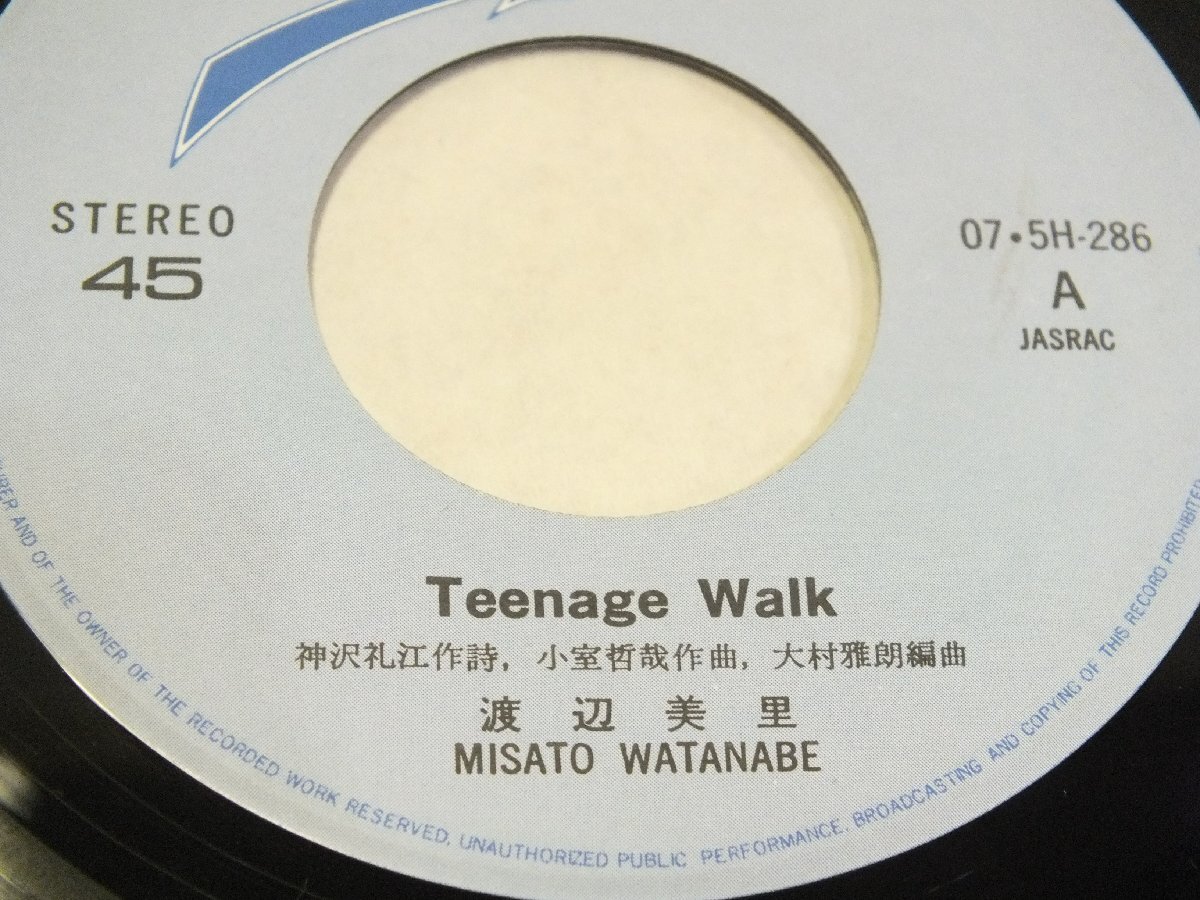 STEREO
45
07・5H-286
A
JASRAC
Teenage Walk
神沢礼江作詩, 小室哲哉作曲, 大村雅朗編曲
渡辺美里
MISATO WATANABE
AND OF THE OWNER OF THE RECORDED WORK RESERVED. UNAUTHORIZED PUBLIC PERFORMANCE. BROADCASTING AND COPYING OF THIS RECORD PROHIBITED